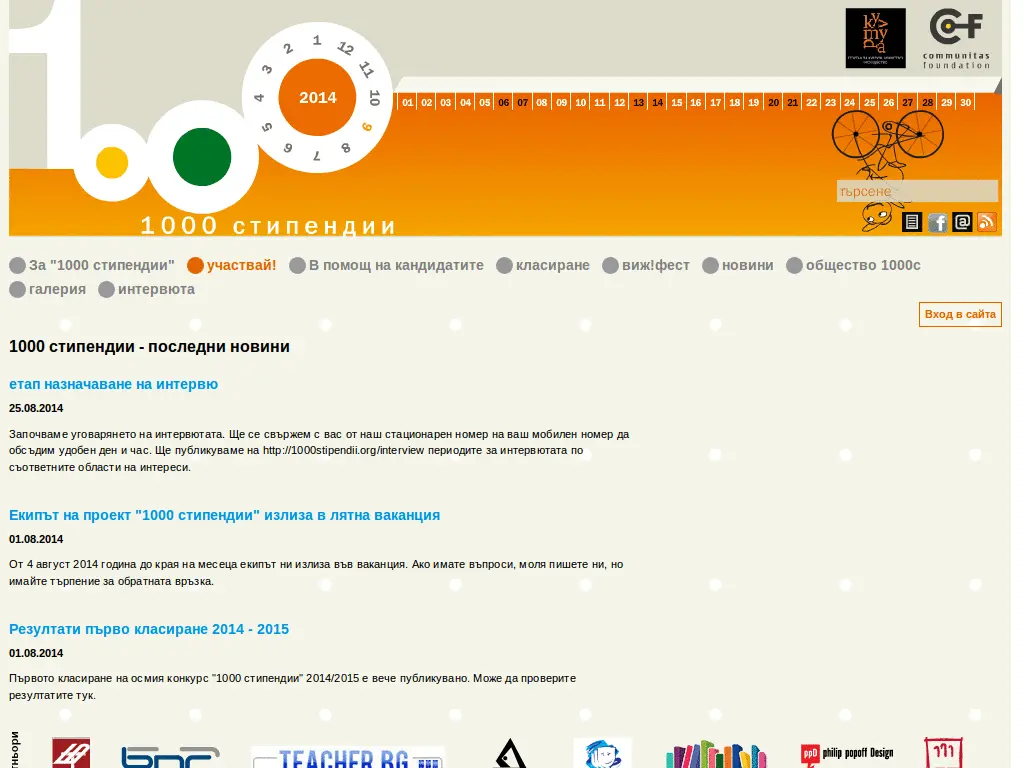 КУЛТУРА
communitas
foundation
1 12 11 10 9 8 7 6 5 4 3 2
2014
01 02 03 04 05 06 07 08 09 10 11 12 13 14 15 16 17 18 19 20 21 22 23 24 25 26 27 28 29 30
търсене
1000 стипендии
За "1000 стипендии" участвай! В помощ на кандидатите класиране виж!фест новини общество 1000с
галерия интервюта
Вход в сайта
1000 стипендии - последни новини
етап назначаване на интервю
25.08.2014
Започваме уговарянето на интервютата. Ще се свържем с вас от наш стационарен номер на ваш мобилен номер да
обсъдим удобен ден и час. Ще публикуваме на http://1000stipendii.org/interview периодите за интервютата по
съответните области на интереси.
Екипът на проект "1000 стипендии" излиза в лятна ваканция
01.08.2014
От 4 август 2014 година до края на месеца екипът ни излиза във ваканция. Ако имате въпроси, моля пишете ни, но
имайте търпение за обратната връзка.
Резултати първо класиране 2014 - 2015
01.08.2014
Първото класиране на осмия конкурс "1000 стипендии" 2014/2015 е вече публикувано. Може да проверите
резултатите тук.
TEACHER.BG
ppD philip popoff Design